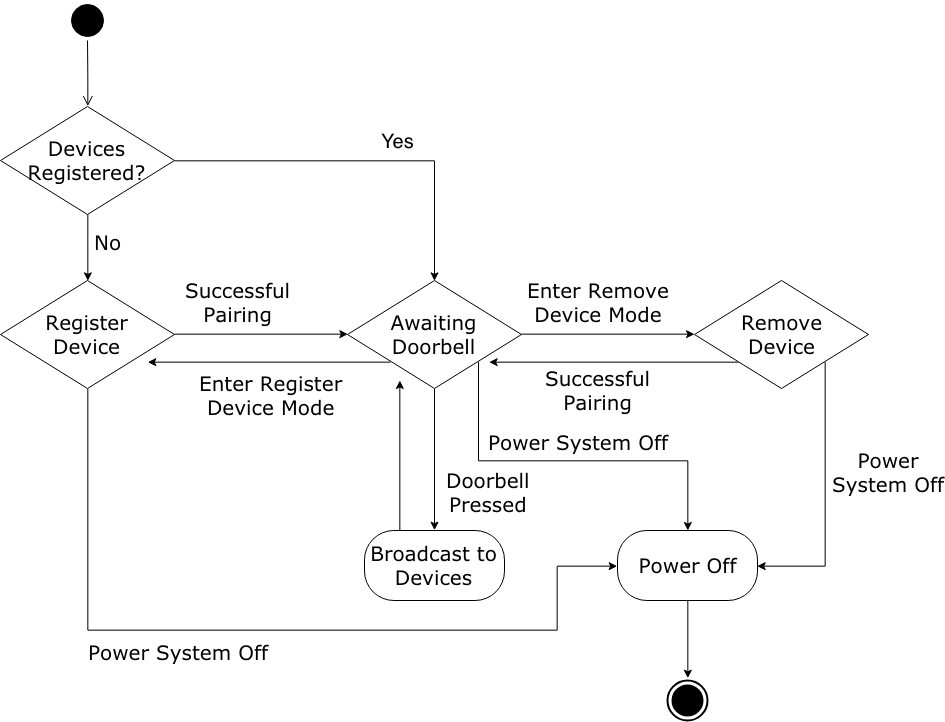 Devices
Registered?
Yes
No
Successful
Pairing
Enter Remove
Device Mode
Register
Device
Awaiting
Doorbell
Remove
Device
Enter Register
Device Mode
Successful
Pairing
Power System Off
Power
System Off
Doorbell
Pressed
Broadcast to
Devices
Power Off
Power System Off